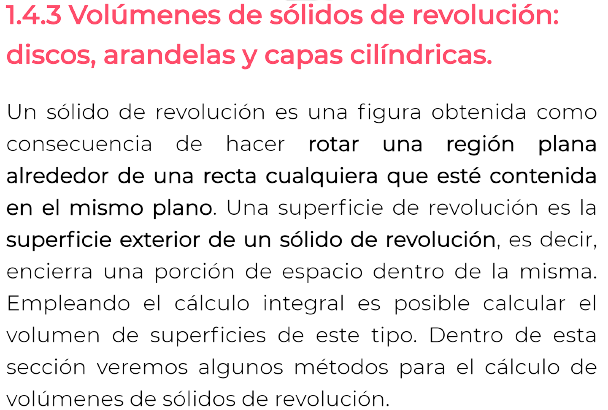 1.4.3 Volúmenes de sólidos de revolución:
discos, arandelas y capas cilíndricas.
Un sólido de revolución es una figura obtenida como
consecuencia de hacer rotar una región plana
alrededor de una recta cualquiera que esté contenida
en el mismo plano. Una superficie de revolución es la
superficie exterior de un sólido de revolución, es decir,
encierra una porción de espacio dentro de la misma.
Empleando el cálculo integral es posible calcular el
volumen de superficies de este tipo. Dentro de esta
sección veremos algunos métodos para el cálculo de
volúmenes de sólidos de revolución.